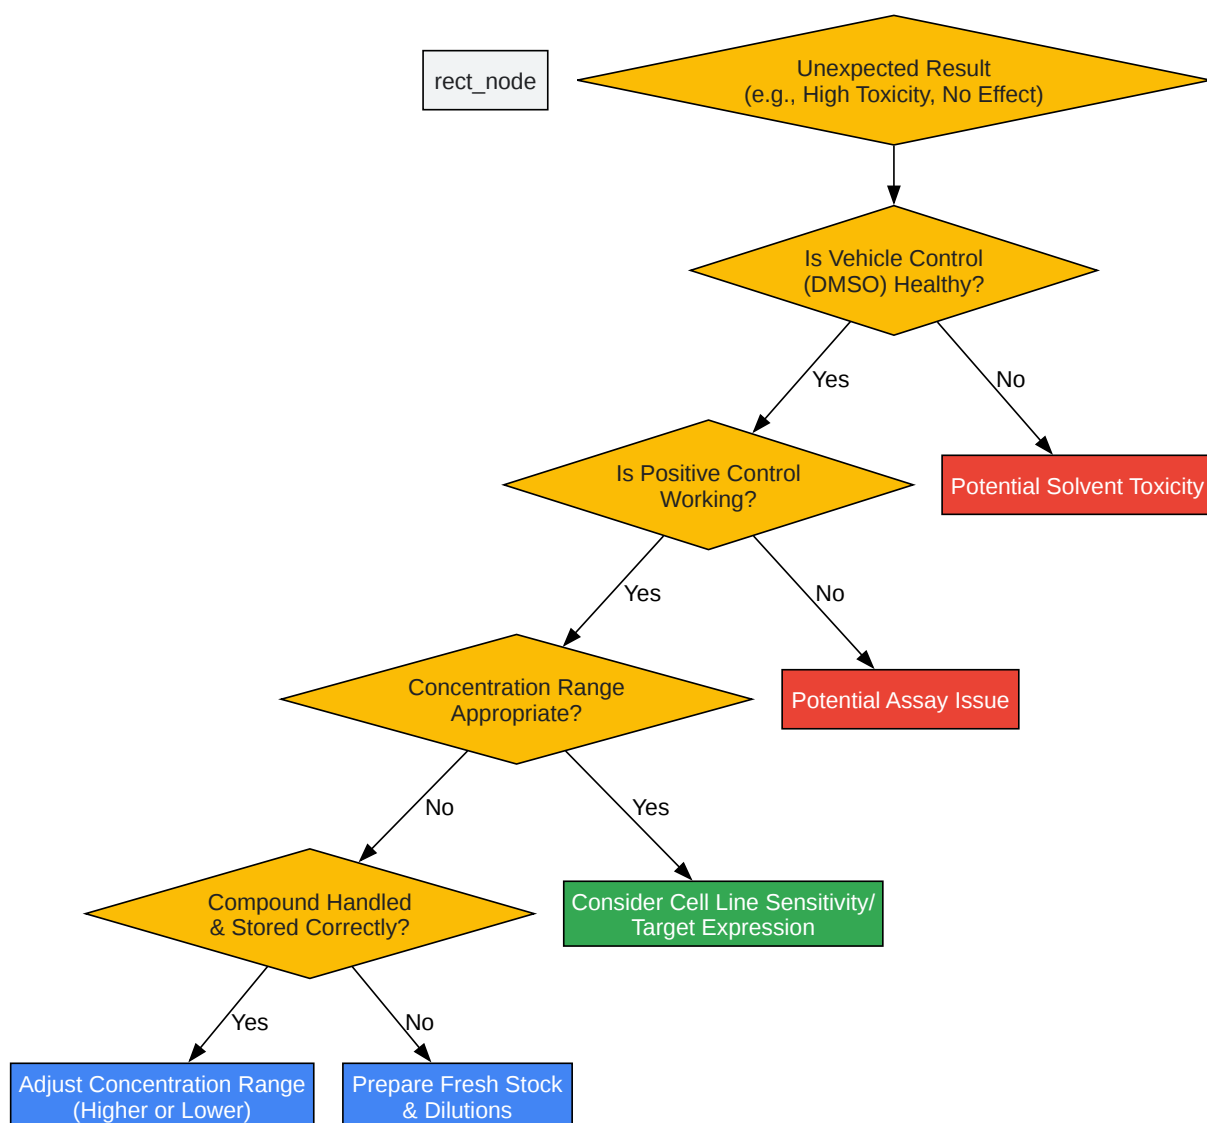 rect_node
Unexpected Result
(e.g., High Toxicity, No Effect)
Is Vehicle Control
(DMSO) Healthy?
Yes
No
Is Positive Control
Working?
Potential Solvent Toxicity
Yes
No
Concentration Range
Appropriate?
Potential Assay Issue
No
Yes
Compound Handled
& Stored Correctly?
Consider Cell Line Sensitivity/
Target Expression
Yes
No
Adjust Concentration Range
(Higher or Lower)
Prepare Fresh Stock
& Dilutions